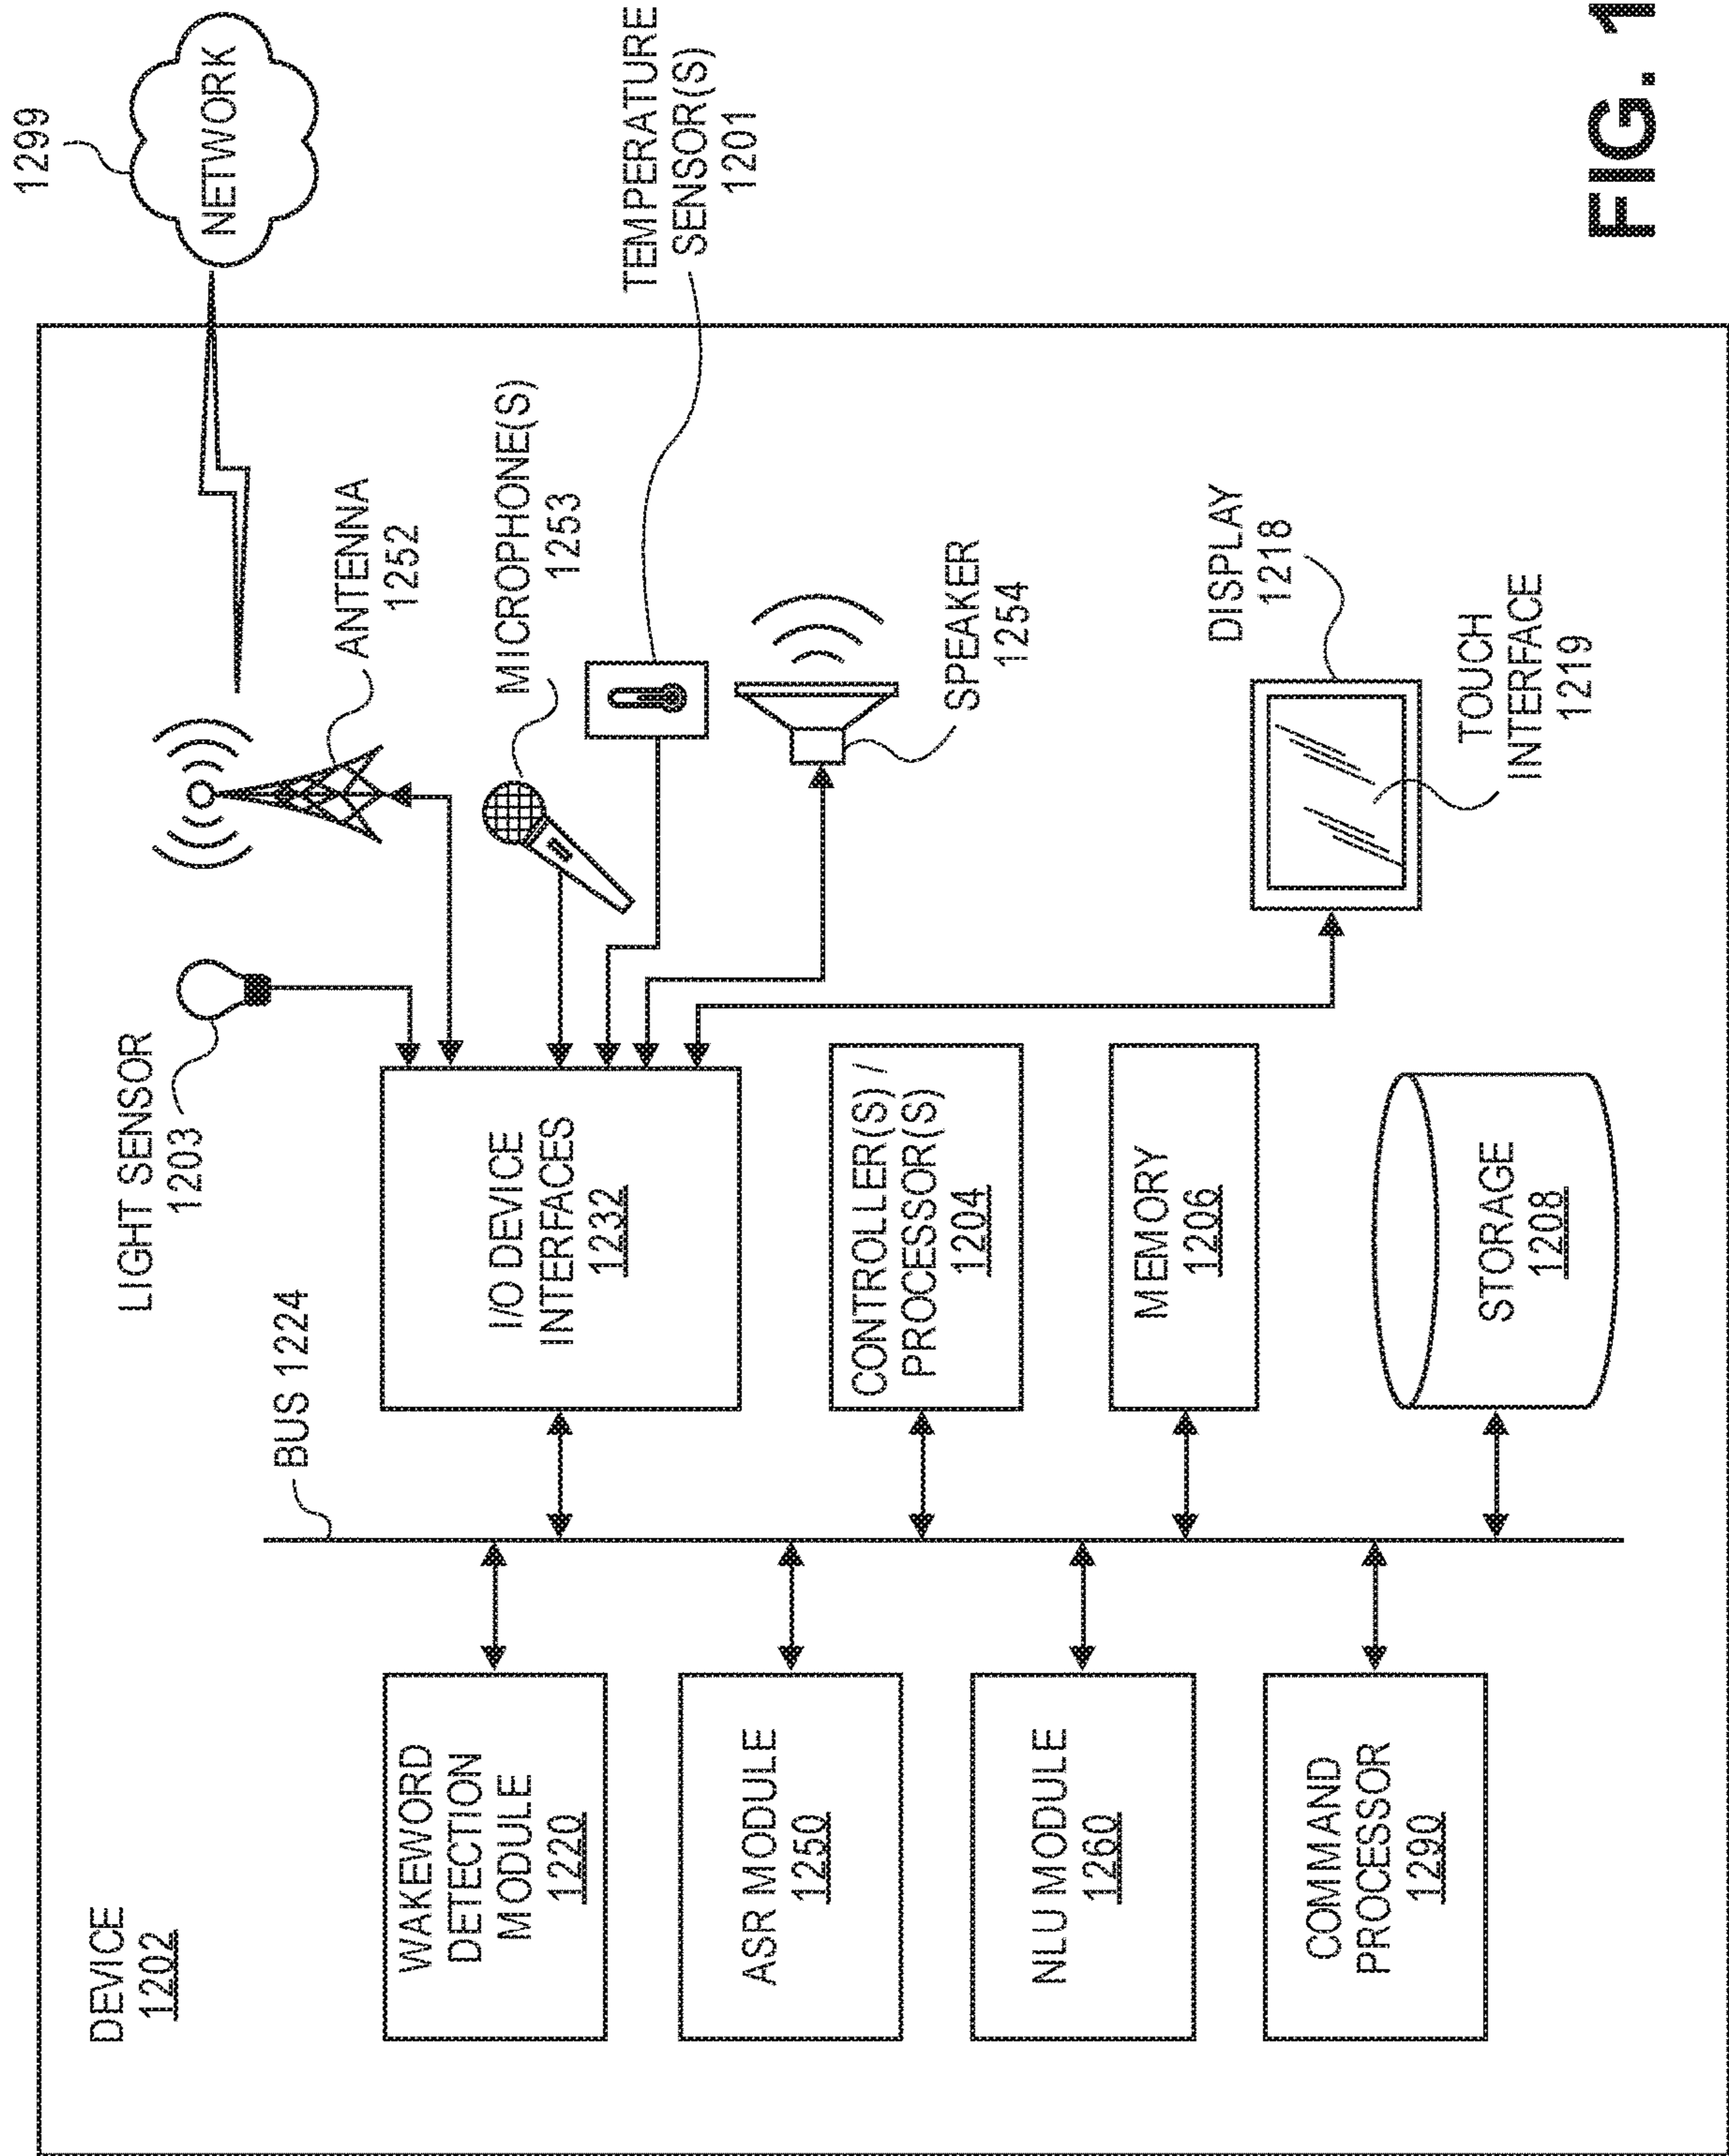 DEVICE
1202
WAKEWORD
DETECTION
MODULE
1220
ASR MODULE
1250
NLU MODULE
1260
COMMAND
PROCESSOR
1290
BUS 1224
LIGHT SENSOR
1203
I/O DEVICE
INTERFACES
1232
CONTROLLER(S) /
PROCESSOR(S)
1204
MEMORY
1206
STORAGE
1208
ANTENNA
1252
MICROPHONE(S)
1253
SPEAKER
1254
DISPLAY
1218
TOUCH
INTERFACE
1219
1299
NETWORK
TEMPERATURE
SENSOR(S)
1201
FIG. 1